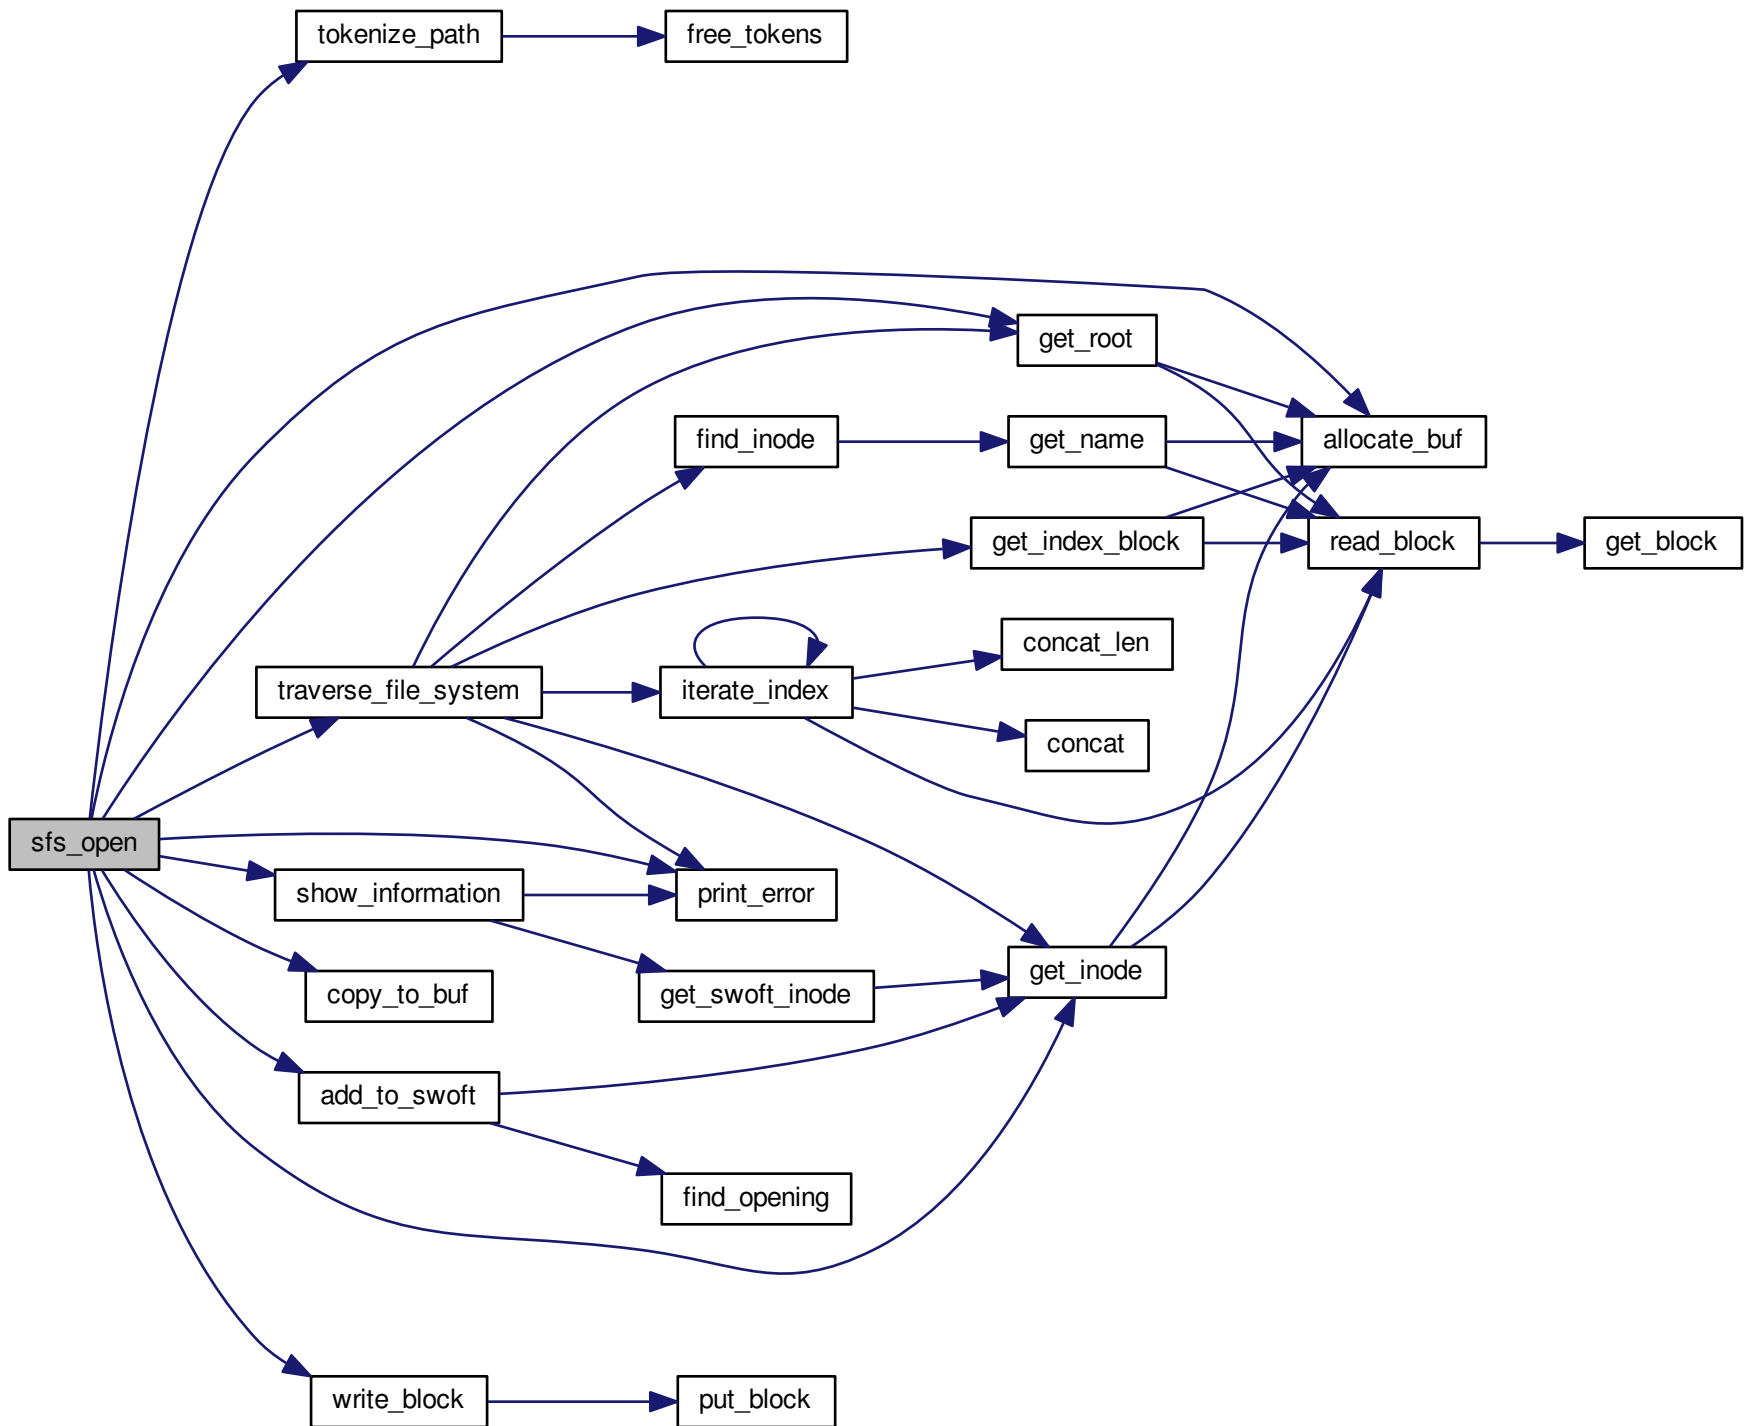 tokenize_path
free_tokens
get_root
find_inode
get_name
allocate_buf
get_index_block
read_block
get_block
concat_len
traverse_file_system
iterate_index
concat
sfs_open
show_information
print_error
copy_to_buf
get_swoft_inode
get_inode
add_to_swoft
find_opening
write_block
put_block